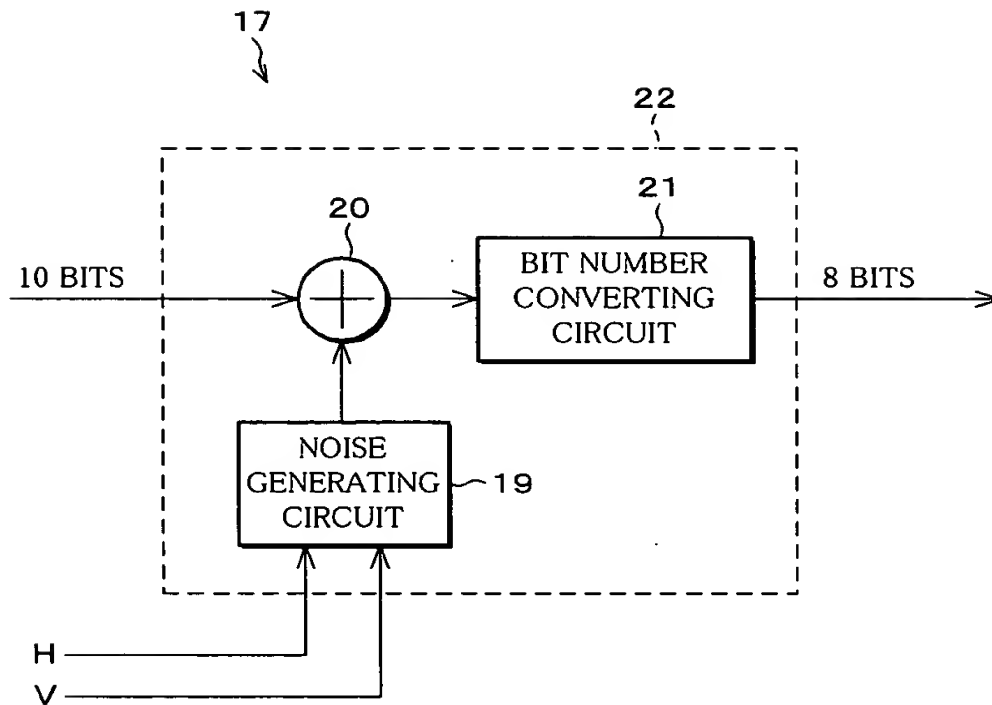 17
22
20
21
10 BITS
BIT NUMBER
CONVERTING
CIRCUIT
8 BITS
NOISE
GENERATING
CIRCUIT
19
H
V